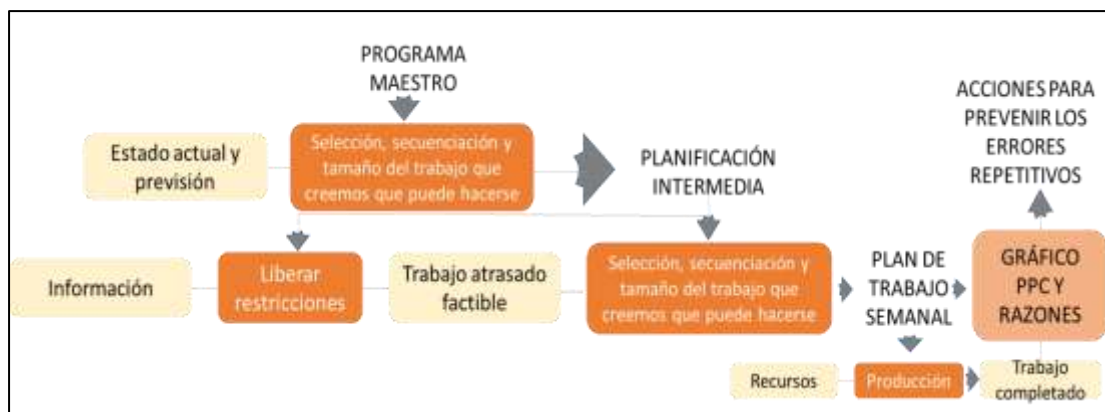 PROGRAMA
MAESTRO
ACCIONES PARA
PREVENIR LOS
ERRORES
REPETITIVOS
Estado actual y
previsión
Selección, secuenciación y
tamaño del trabajo que
creemos que puede hacerse
PLANIFICACIÓN
INTERMEDIA
Información
Liberar
restricciones
Trabajo atrasado
factible
Selección, secuenciación y
tamaño del trabajo que
creemos que puede hacerse
PLAN DE
TRABAJO
SEMANAL
GRÁFICO
PPC Y
RAZONES
Recursos
Producción
Trabajo
completado